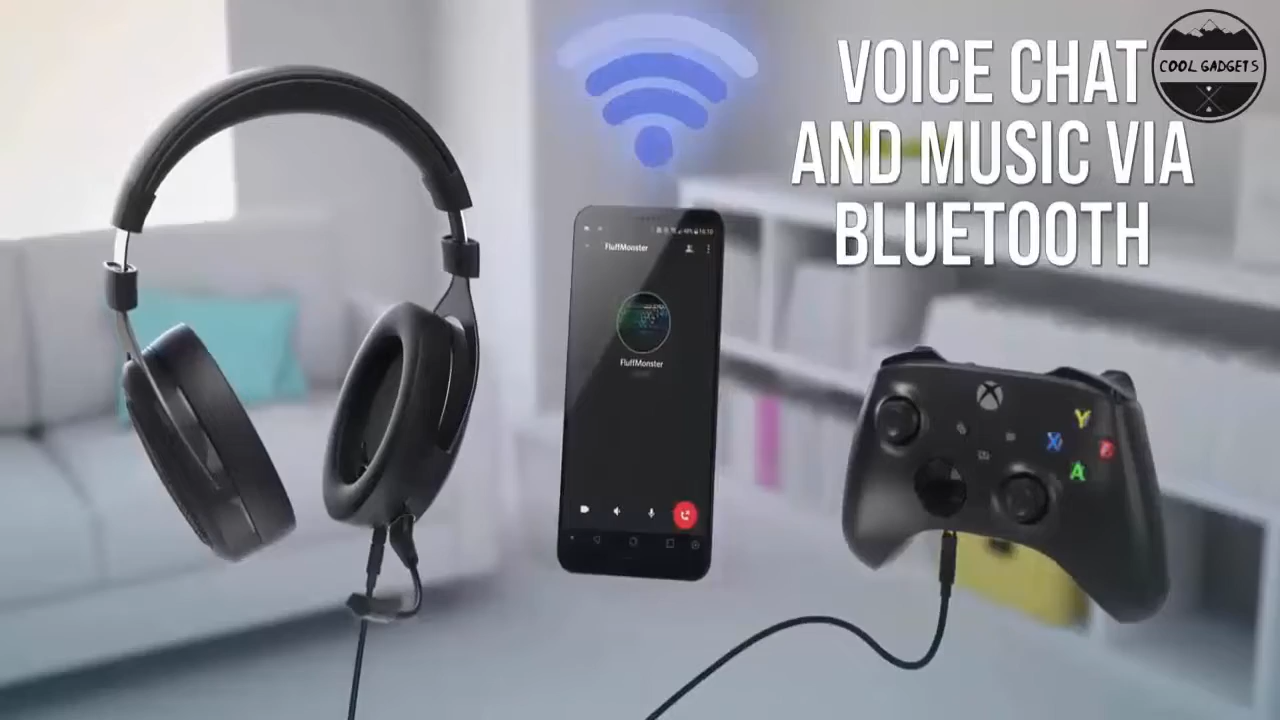 VOICE CHAT
AND MUSIC VIA
BLUETOOTH
COOL GADGETS
FluffMonster
FluffMonster
Y
X
B
A